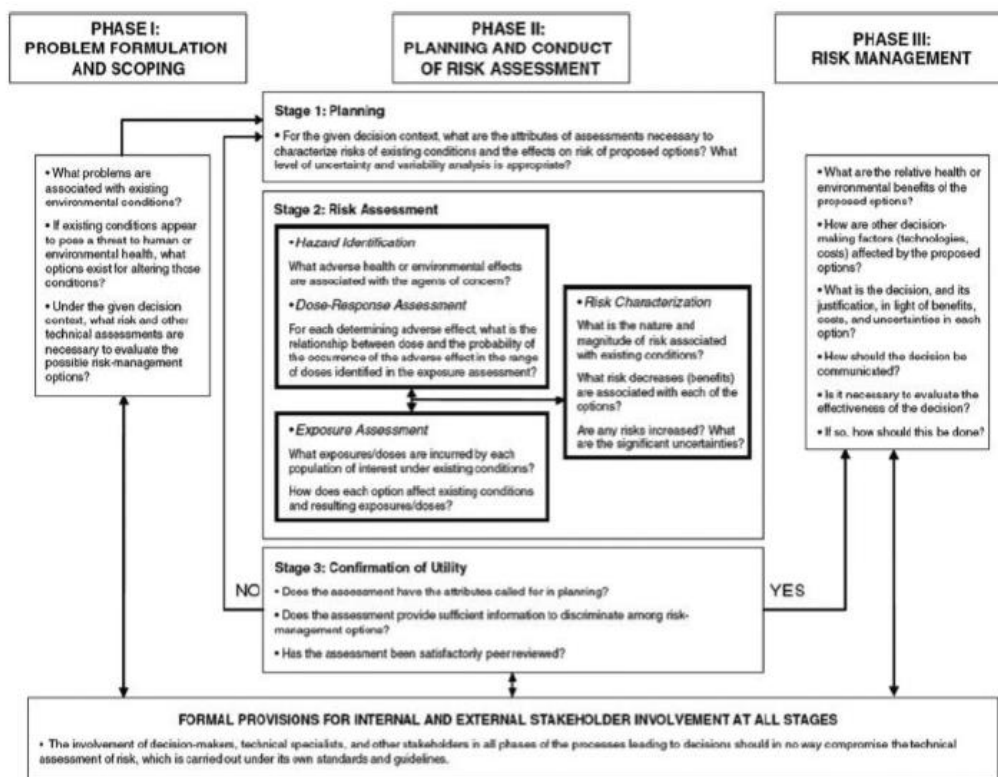 PHASE I:
PROBLEM FORMULATION
AND SCOPING
PHASE II:
PLANNING AND CONDUCT
OF RISK ASSESSMENT
PHASE III:
RISK MANAGEMENT
• What problems are
associated with existing
environmental conditions?
• If existing conditions appear
to pose a threat to human or
environmental health, what
options exist for altering those
conditions?
• Under the given decision
context, what risk and other
technical assessments are
necessary to evaluate the
possible risk-management
options?
Stage 1: Planning
• For the given decision context, what are the attributes of assessments necessary to
characterize risks of existing conditions and the effects on risk of proposed options? What
level of uncertainty and variability analysis is appropriate?
Stage 2: Risk Assessment
• Hazard Identification
What adverse health or environmental effects
are associated with the agents of concern?
• Dose-Response Assessment
For each determining adverse effect, what is the
relationship between dose and the probability of
the occurrence of the adverse effect in the range
of doses identified in the exposure assessment?
• Exposure Assessment
What exposures/doses are incurred by each
population of interest under existing conditions?
How does each option affect existing conditions
and resulting exposures/doses?
• Risk Characterization
What is the nature and
magnitude of risk associated
with existing conditions?
What risk decreases (benefits)
are associated with each of the
options?
Are any risks increased? What
are the significant uncertainties?
Stage 3: Confirmation of Utility
• Does the assessment have the attributes called for in planning?
• Does the assessment provide sufficient information to discriminate among risk-
management options?
• Has the assessment been satisfactorily peer reviewed?
NO
YES
• What are the relative health or
environmental benefits of the
proposed options?
• How are other decision-
making factors (technologies,
costs) affected by the proposed
options?
• What is the decision, and its
justification, in light of benefits,
costs, and uncertainties in each
option?
• How should the decision be
communicated?
• Is it necessary to evaluate the
effectiveness of the decision?
• If so, how should this be done?
FORMAL PROVISIONS FOR INTERNAL AND EXTERNAL STAKEHOLDER INVOLVEMENT AT ALL STAGES
• The involvement of decision-makers, technical specialists, and other stakeholders in all phases of the processes leading to decisions should in no way compromise the technical
assessment of risk, which is carried out under its own standards and guidelines.